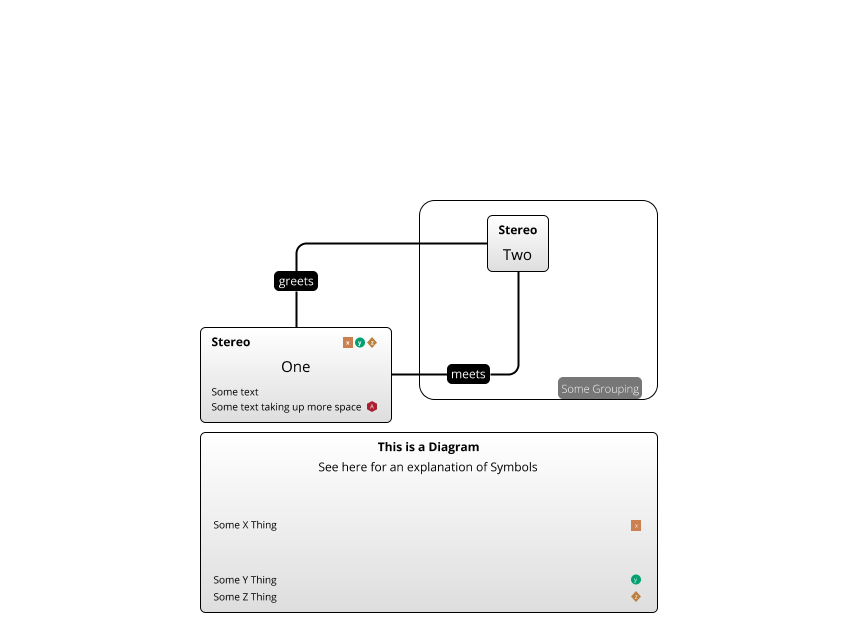 Stereo
Two
greets
Stereo x y z
One
Some text
Some text taking up more space A
meets
Some Grouping
This is a Diagram
See here for an explanation of Symbols
Some X Thing x
Some Y Thing y
Some Z Thing z